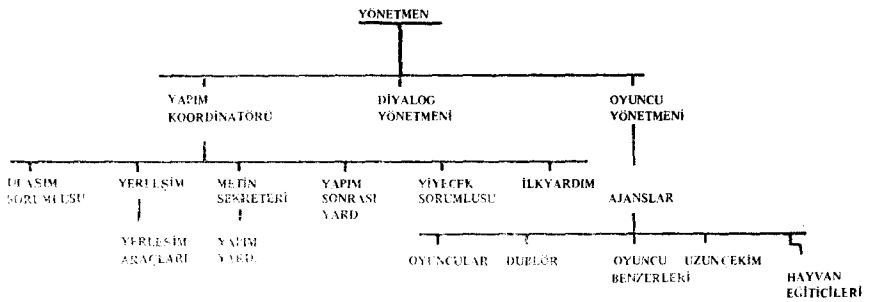 YÖNETMEN
YAPIM
KOORDİNATÖRÜ
DİYALOG
YÖNETMENİ
OYUNCU
YÖNETMENİ
ULAŞIM
SORUMLUSU
YERLEŞİM
METİN
SEKRETERİ
YAPIM
SONRASI
YARD
YİYECEK
SORUMLUSU
İLKYARDIM
AJANSLAR
YERLEŞİM
ARAÇLARI
YAPIM
YARD.
OYUNCULAR
DUBLÖR
OYUNCU
BENZERLERİ
UZUN ÇEKİM
HAYVAN
EĞİTİCİLERİ